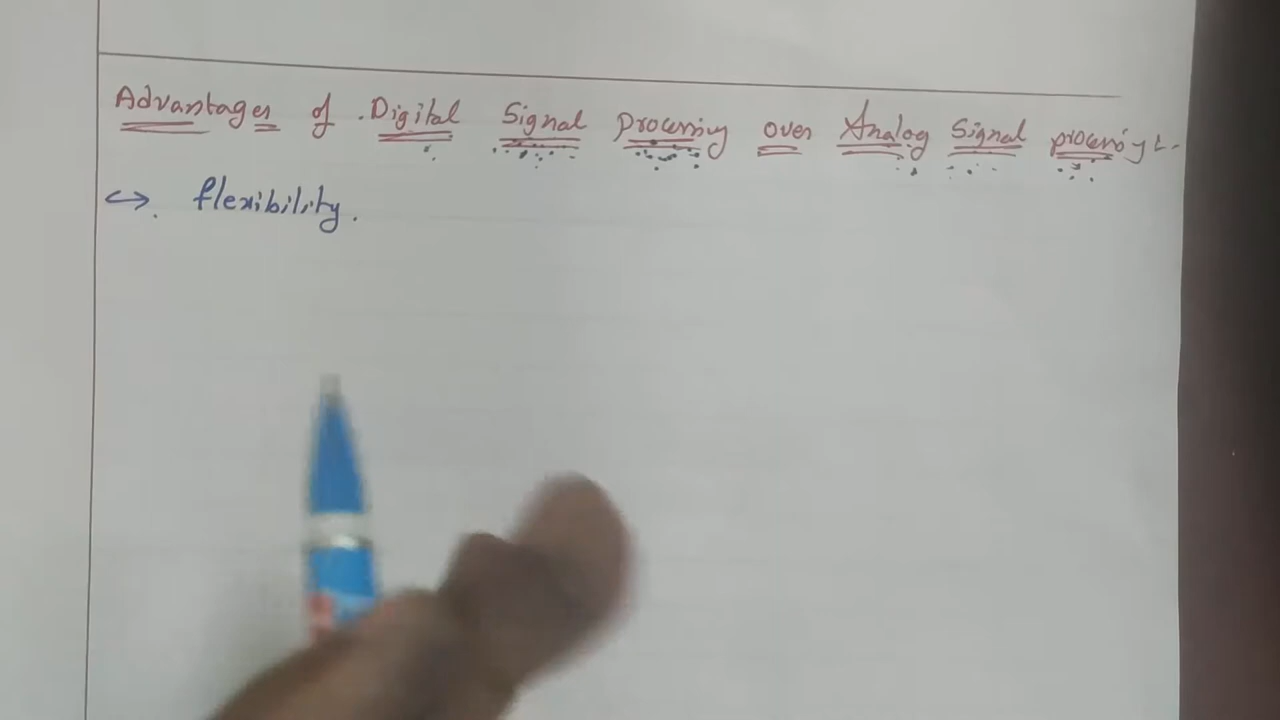 Advantages of Digital Signal Processing over Analog Signal processing :-
↔. flexibility.